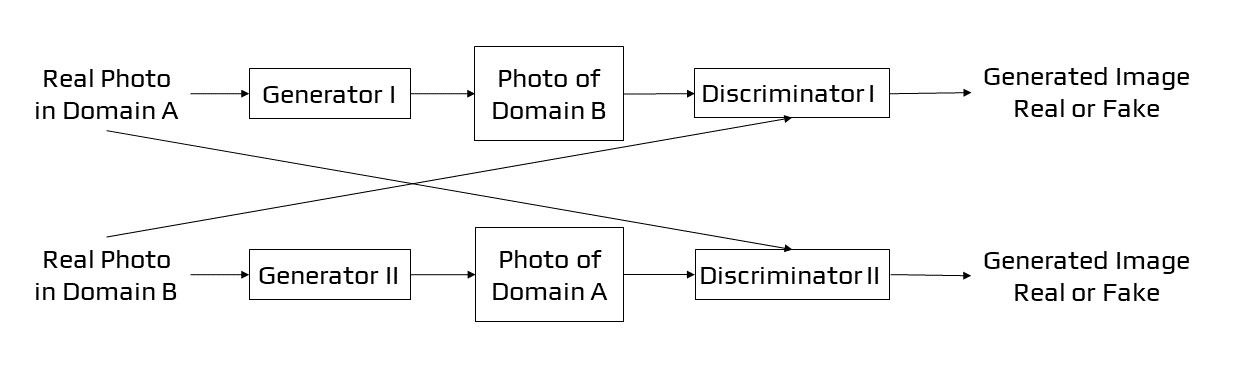 Real Photo
in Domain A
Generator I
Photo of
Domain B
Discriminator I
Generated Image
Real or Fake
Real Photo
in Domain B
Generator II
Photo of
Domain A
Discriminator II
Generated Image
Real or Fake